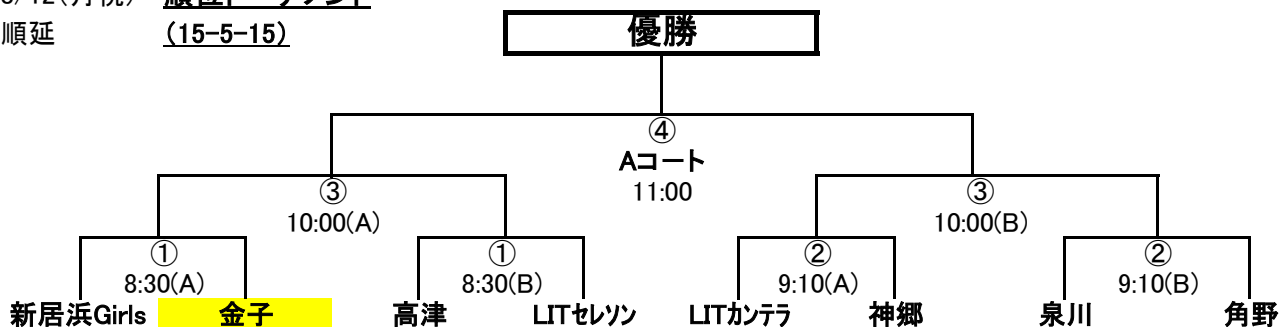 順延
(15-5-15)
優勝
④
Aコート
11:00
③
10:00(A)
③
10:00(B)
①
8:30(A)
①
8:30(B)
②
9:10(A)
②
9:10(B)
新居浜Girls 金子 高津 LITセレソン LITカンテラ 神郷 泉川 角野